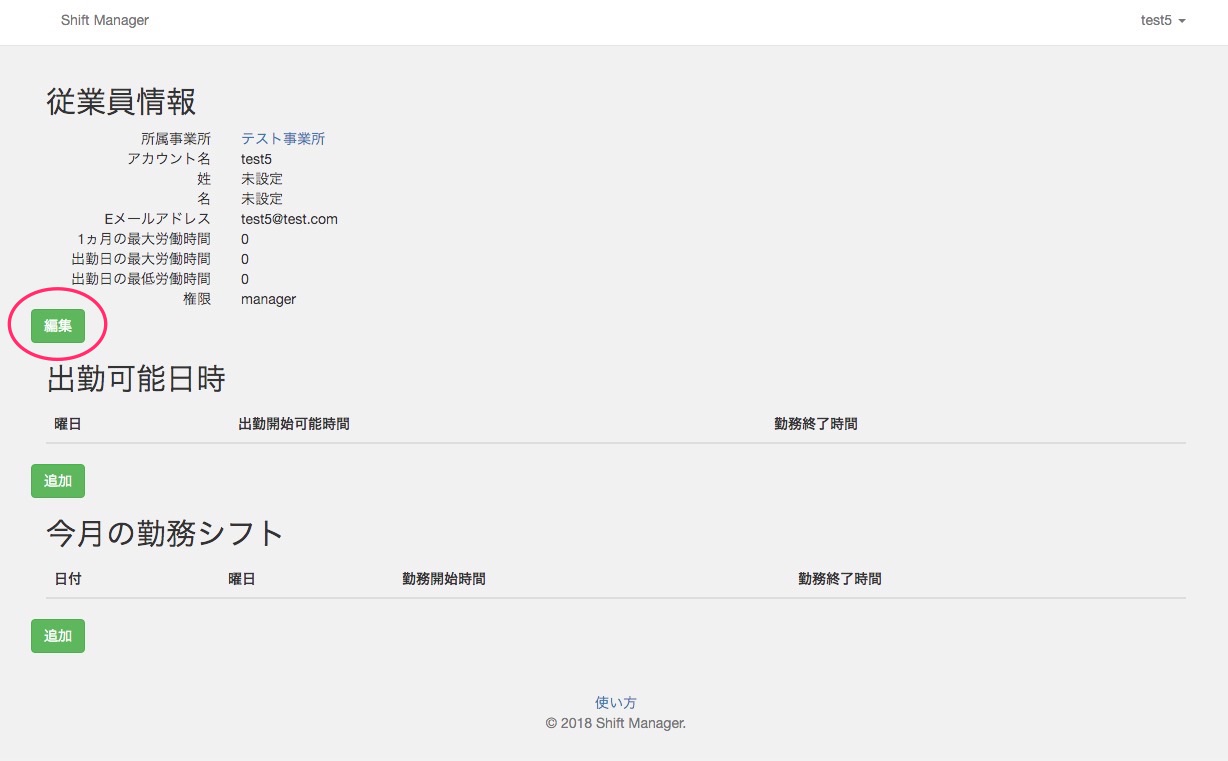 Shift Manager
test5
従業員情報
所属事業所 テスト事業所
アカウント名 test5
姓 未設定
名 未設定
Eメールアドレス test5@test.com
1ヵ月の最大労働時間 0
出勤日の最大労働時間 0
出勤日の最低労働時間 0
権限 manager
編集
出勤可能日時
曜日 出勤開始可能時間 勤務終了時間
追加
今月の勤務シフト
日付 曜日 勤務開始時間 勤務終了時間
追加
使い方
© 2018 Shift Manager.